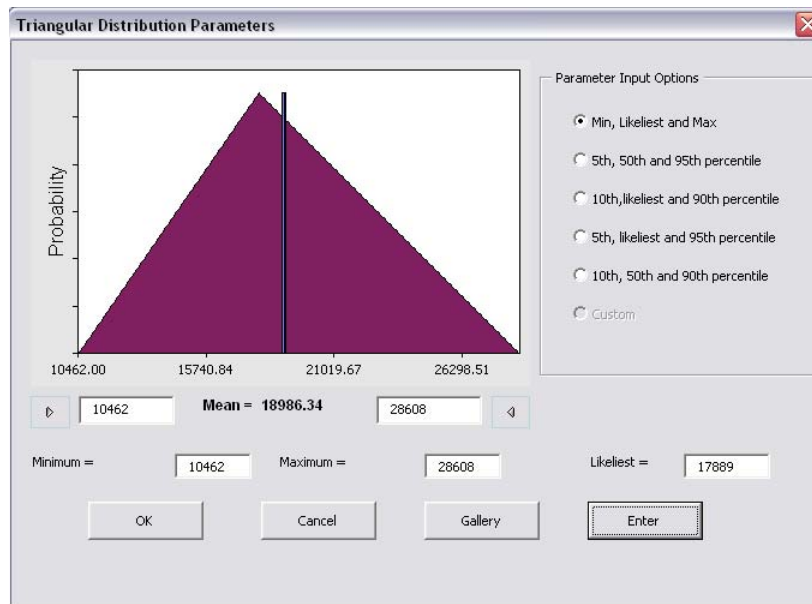 Triangular Distribution Parameters
Probability
10462.00 15740.84 21019.67 26298.51
10462 Mean = 18986.34 28608
Parameter Input Options
Min, Likeliest and Max
5th, 50th and 95th percentile
10th,likeliest and 90th percentile
5th, likeliest and 95th percentile
10th, 50th and 90th percentile
Custom
Minimum = 10462 Maximum = 28608 Likeliest = 17889
OK Cancel Gallery Enter